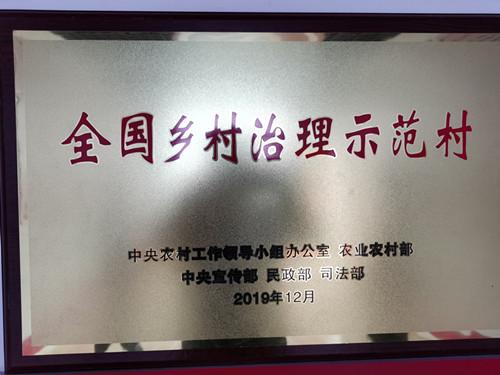 全国乡村治理示范村
中央农村工作领导小组办公室 农业农村部
中央宣传部 民政部 司法部
2019年12月